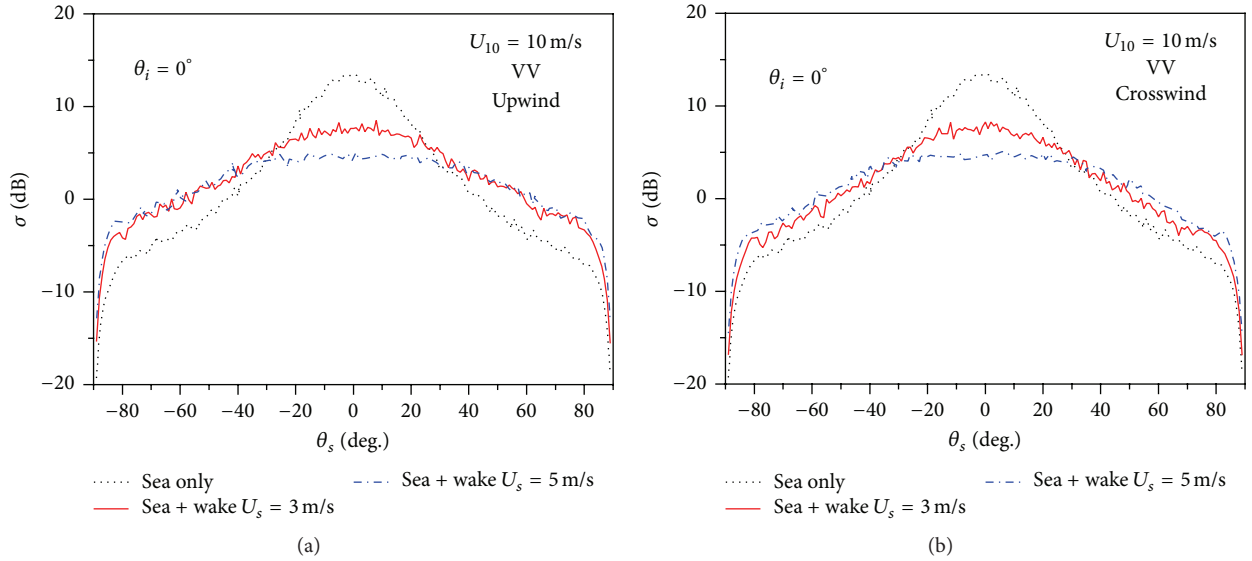 20
10
0
−10
−20
σ (dB)
θi = 0°
U10 = 10 m/s
VV
Upwind
−80 −60 −40 −20 0 20 40 60 80
θs (deg.)
Sea only
Sea + wake Us = 3 m/s
Sea + wake Us = 5 m/s
(a)
20
10
0
−10
−20
σ (dB)
θi = 0°
U10 = 10 m/s
VV
Crosswind
−80 −60 −40 −20 0 20 40 60 80
θs (deg.)
Sea only
Sea + wake Us = 3 m/s
Sea + wake Us = 5 m/s
(b)